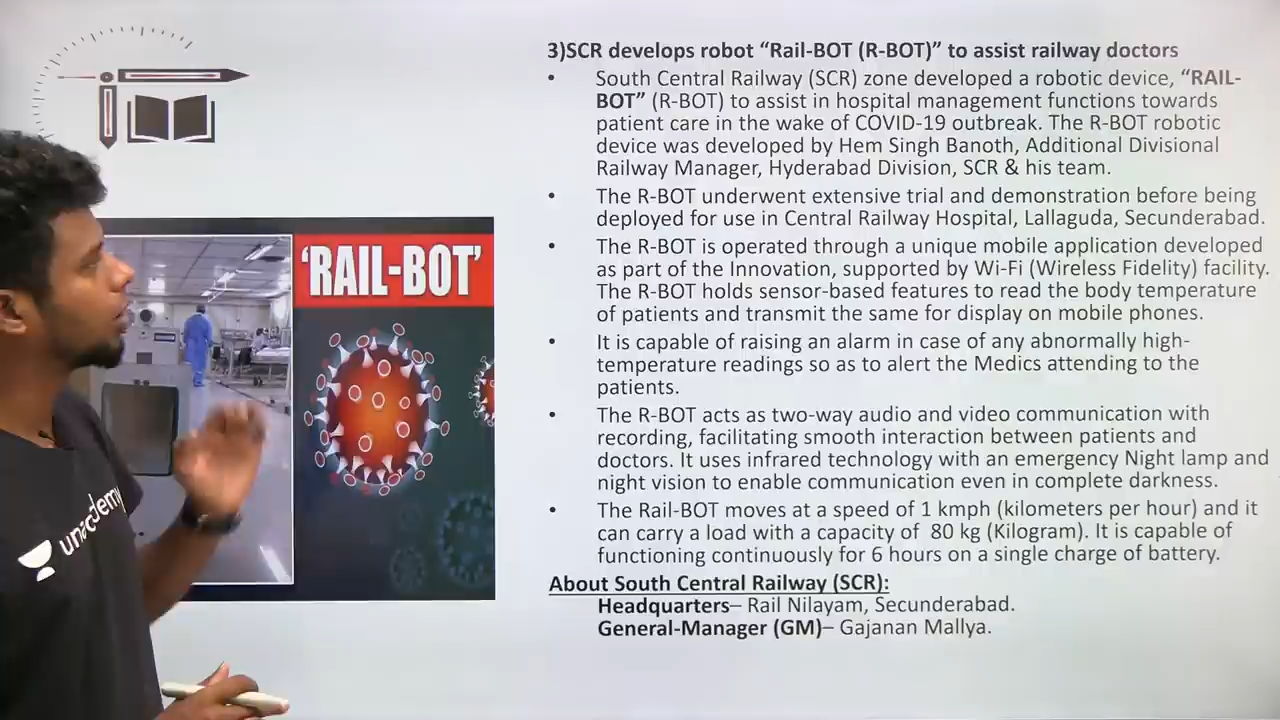 3)SCR develops robot “Rail-BOT (R-BOT)” to assist railway doctors
• South Central Railway (SCR) zone developed a robotic device, “RAIL-
BOT” (R-BOT) to assist in hospital management functions towards
patient care in the wake of COVID-19 outbreak. The R-BOT robotic
device was developed by Hem Singh Banoth, Additional Divisional
Railway Manager, Hyderabad Division, SCR & his team.
• The R-BOT underwent extensive trial and demonstration before being
deployed for use in Central Railway Hospital, Lallaguda, Secunderabad.
• The R-BOT is operated through a unique mobile application developed
as part of the Innovation, supported by Wi-Fi (Wireless Fidelity) facility.
The R-BOT holds sensor-based features to read the body temperature
of patients and transmit the same for display on mobile phones.
• It is capable of raising an alarm in case of any abnormally high-
temperature readings so as to alert the Medics attending to the
patients.
• The R-BOT acts as two-way audio and video communication with
recording, facilitating smooth interaction between patients and
doctors. It uses infrared technology with an emergency Night lamp and
night vision to enable communication even in complete darkness.
• The Rail-BOT moves at a speed of 1 kmph (kilometers per hour) and it
can carry a load with a capacity of  80 kg (Kilogram). It is capable of
functioning continuously for 6 hours on a single charge of battery.
About South Central Railway (SCR):
Headquarters– Rail Nilayam, Secunderabad.
General-Manager (GM)– Gajanan Mallya.
‘RAIL-BOT’
unacademy